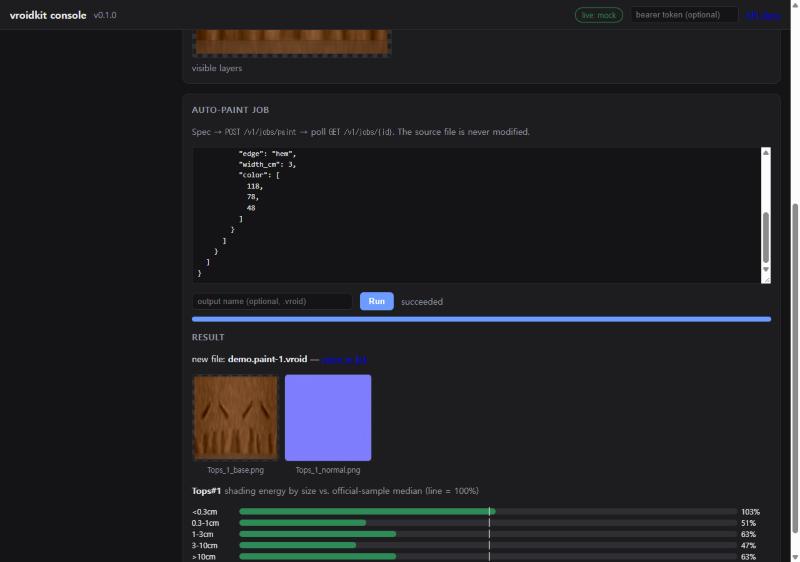 vroidkit console v0.1.0
live: mock
bearer token (optional)
visible layers
AUTO-PAINT JOB
Spec → POST /v1/jobs/paint → poll GET /v1/jobs/{id}. The source file is never modified.
"edge": "hem",
"width_cm": 3,
"color": [
118,
78,
48
]
}
]
}
]
}
output name (optional, .vroid)
Run
succeeded
RESULT
new file: demo.paint-1.vroid —
Tops_1_base.png
Tops_1_normal.png
Tops#1 shading energy by size vs. official-sample median (line = 100%)
<0.3cm 103%
0.3-1cm 51%
1-3cm 63%
3-10cm 47%
>10cm 63%